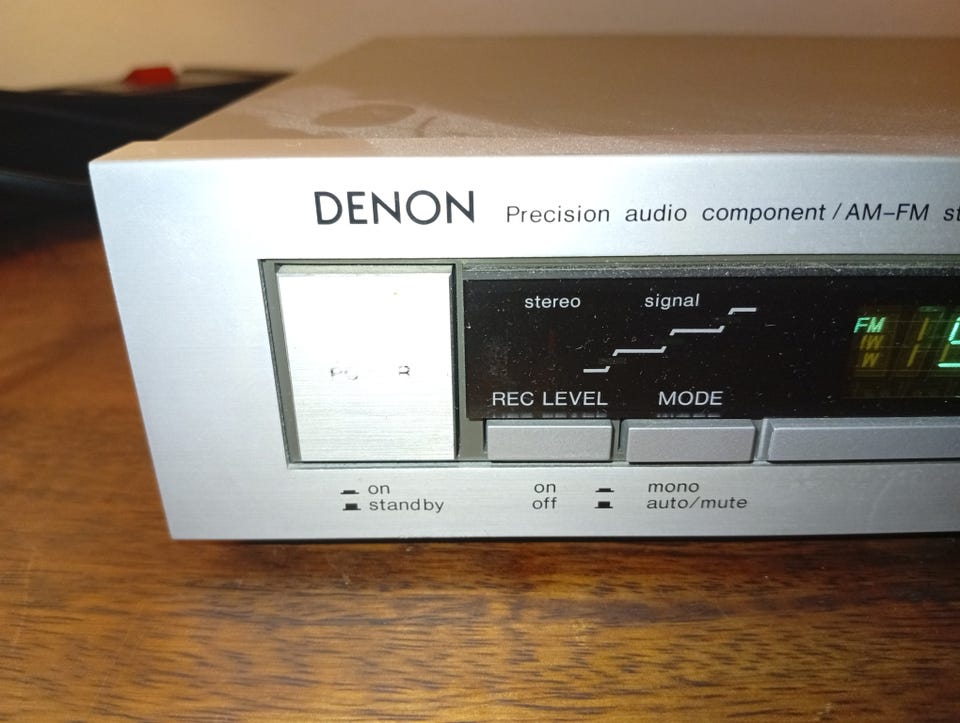 DENON Precision audio component / AM-FM st
stereo signal
FM
REC LEVEL MODE
on on mono
standby off auto/mute